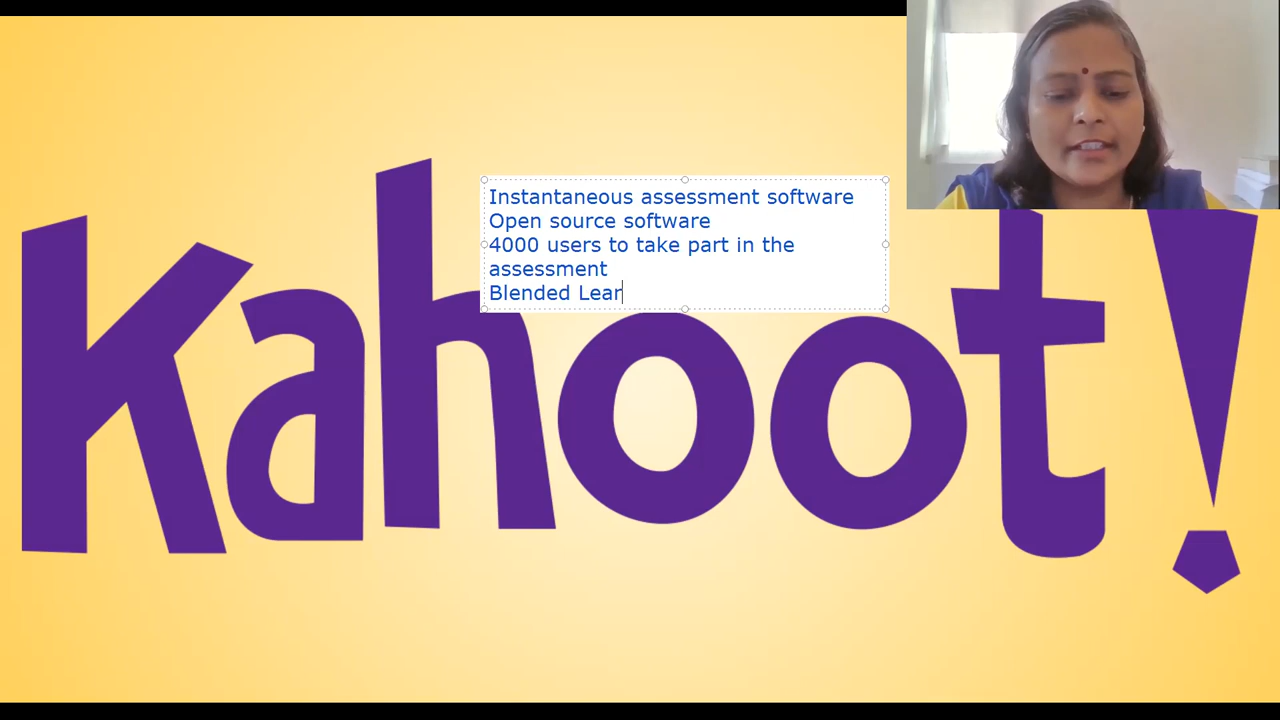 Instantaneous assessment software
Open source software
4000 users to take part in the
assessment
Blended Lear
Kahoot!